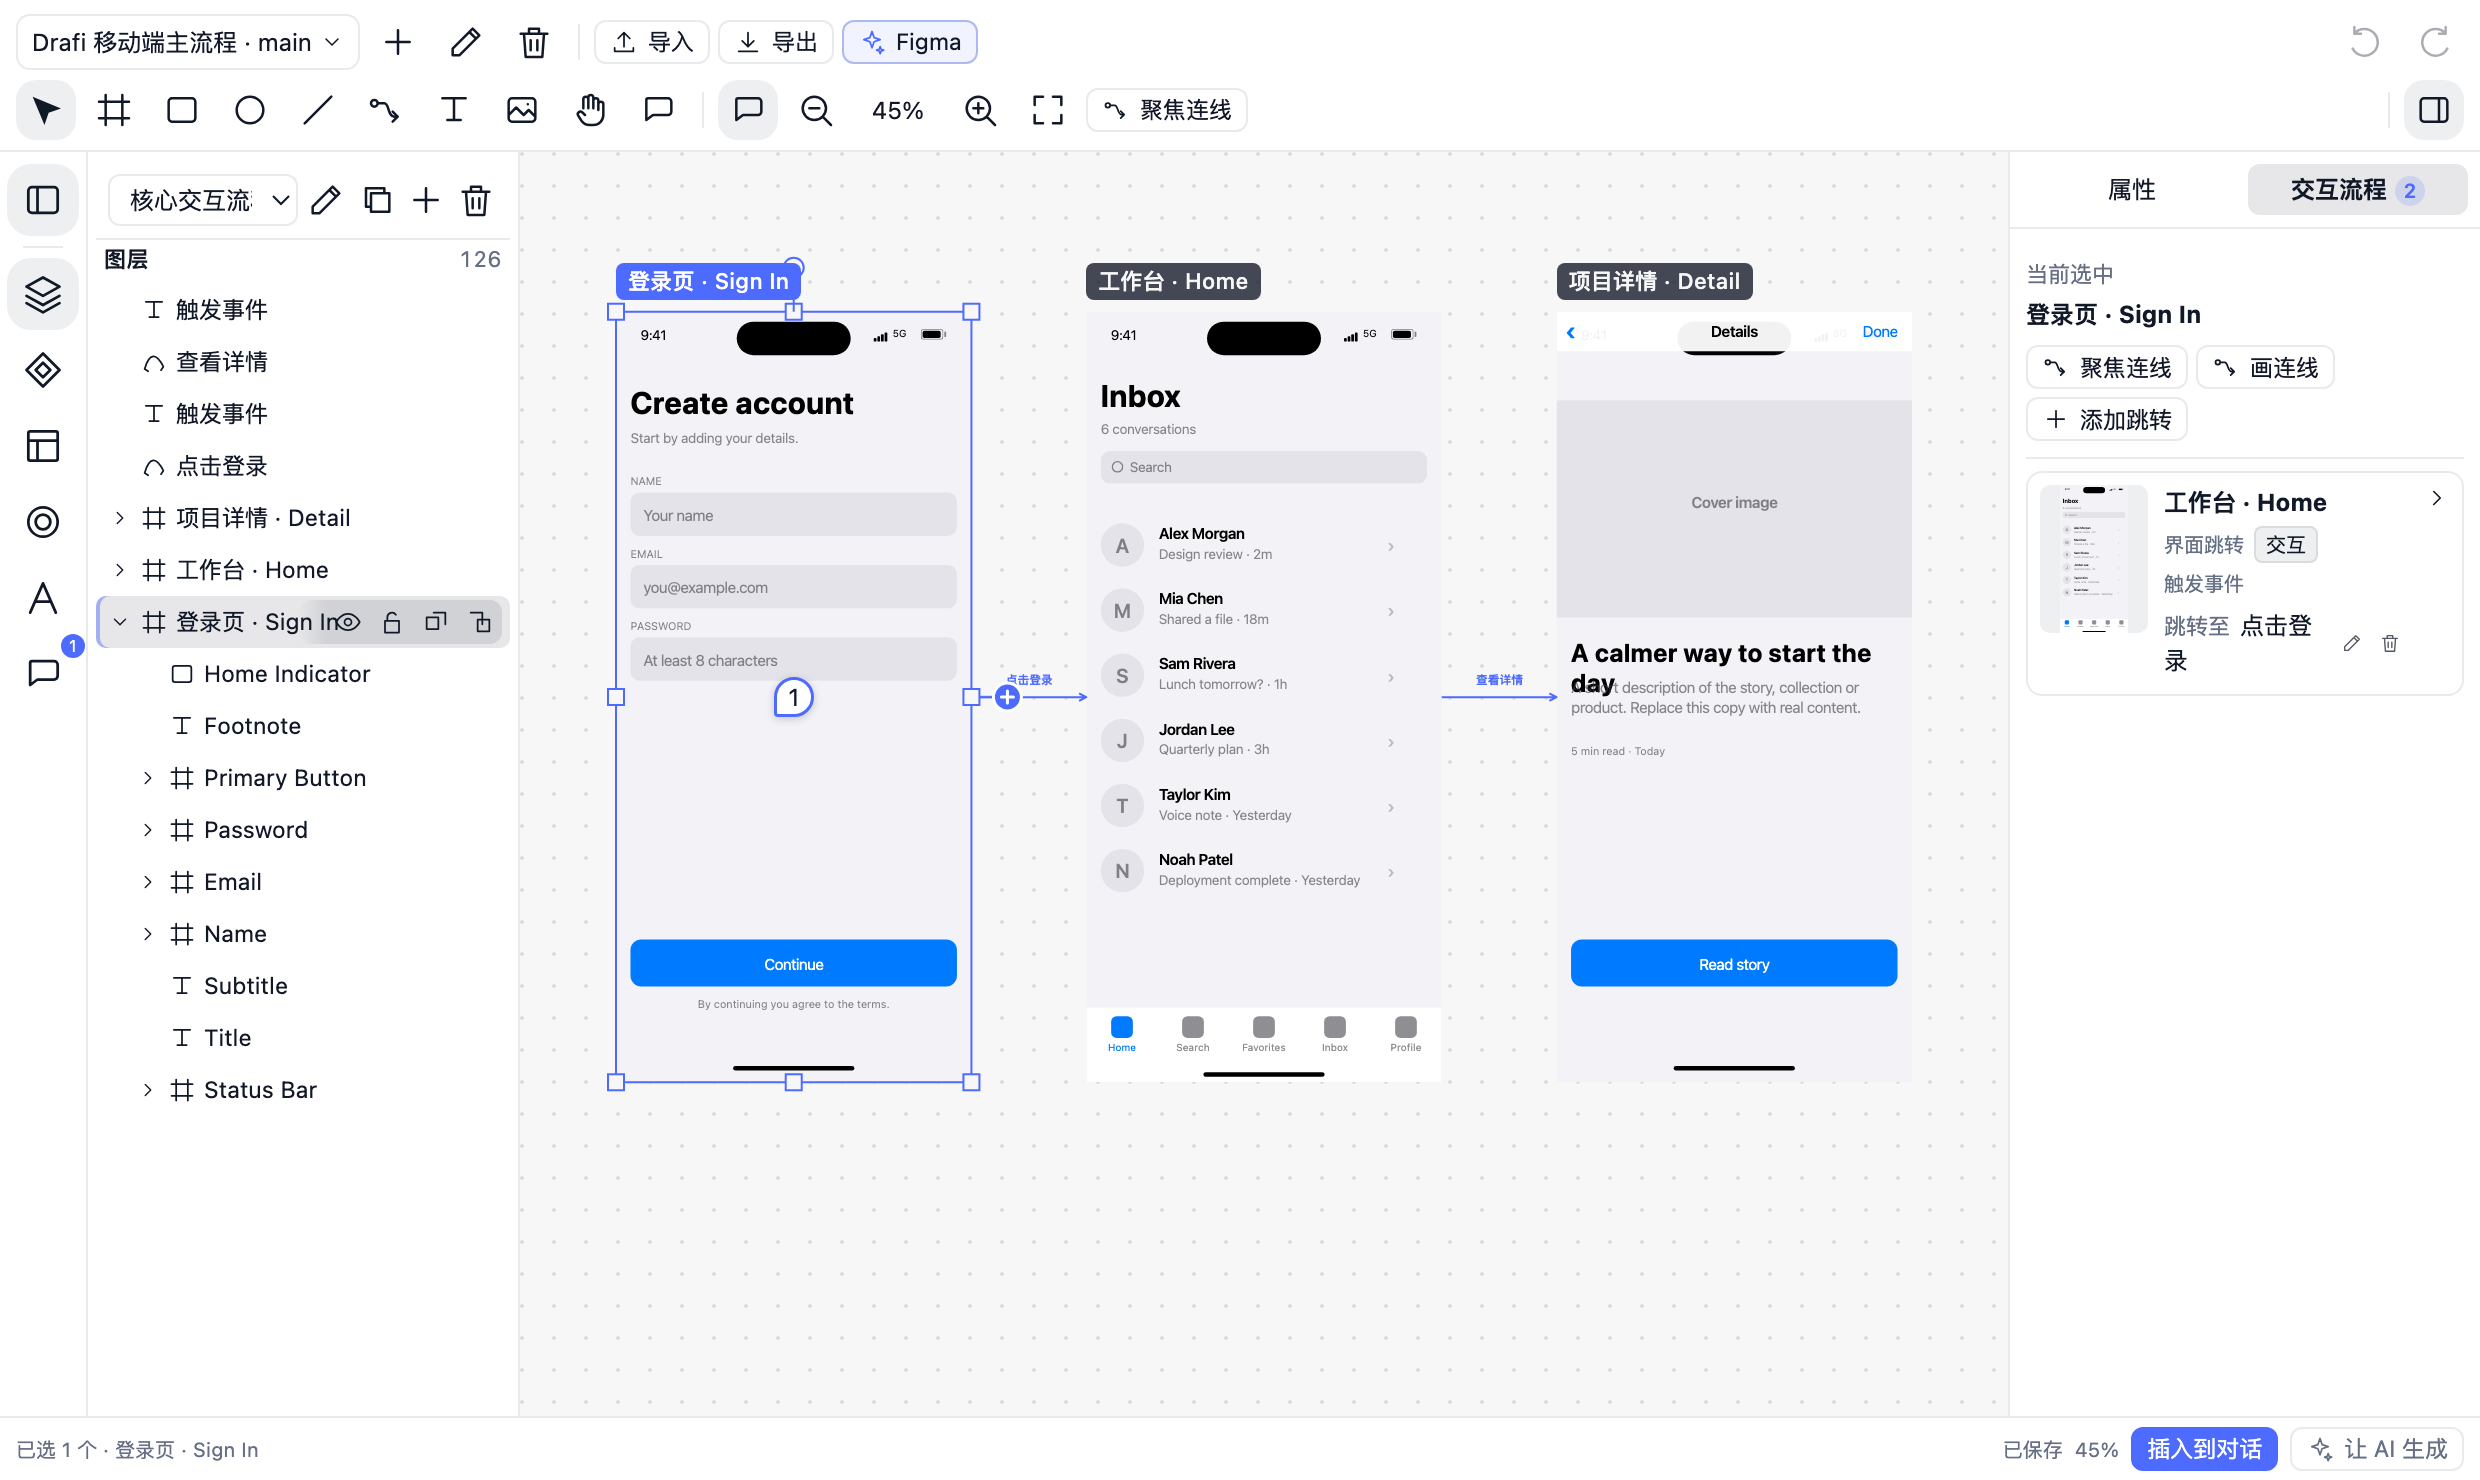 Drafi 移动端主流程 · main
导入
导出
Figma
45%
聚焦连线
核心交互流
图层
126
触发事件
查看详情
触发事件
点击登录
项目详情 · Detail
工作台 · Home
登录页 · Sign In
Home Indicator
Footnote
Primary Button
Password
Email
Name
Subtitle
Title
Status Bar
1
登录页 · Sign In
9:41
5G
Create account
Start by adding your details.
NAME
Your name
EMAIL
you@example.com
PASSWORD
At least 8 characters
1
Continue
By continuing you agree to the terms.
点击登录
工作台 · Home
9:41
5G
Inbox
6 conversations
Search
A
Alex Morgan
Design review · 2m
M
Mia Chen
Shared a file · 18m
S
Sam Rivera
Lunch tomorrow? · 1h
J
Jordan Lee
Quarterly plan · 3h
T
Taylor Kim
Voice note · Yesterday
N
Noah Patel
Deployment complete · Yesterday
Home
Search
Favorites
Inbox
Profile
查看详情
项目详情 · Detail
9:41
Details
5G
Done
Cover image
A calmer way to start the
day
A short description of the story, collection or
product. Replace this copy with real content.
5 min read · Today
Read story
属性
交互流程 2
当前选中
登录页 · Sign In
聚焦连线
画连线
添加跳转
工作台 · Home
界面跳转
交互
触发事件
跳转至 点击登
录
已选 1 个 · 登录页 · Sign In
已保存
45%
插入到对话
让 AI 生成